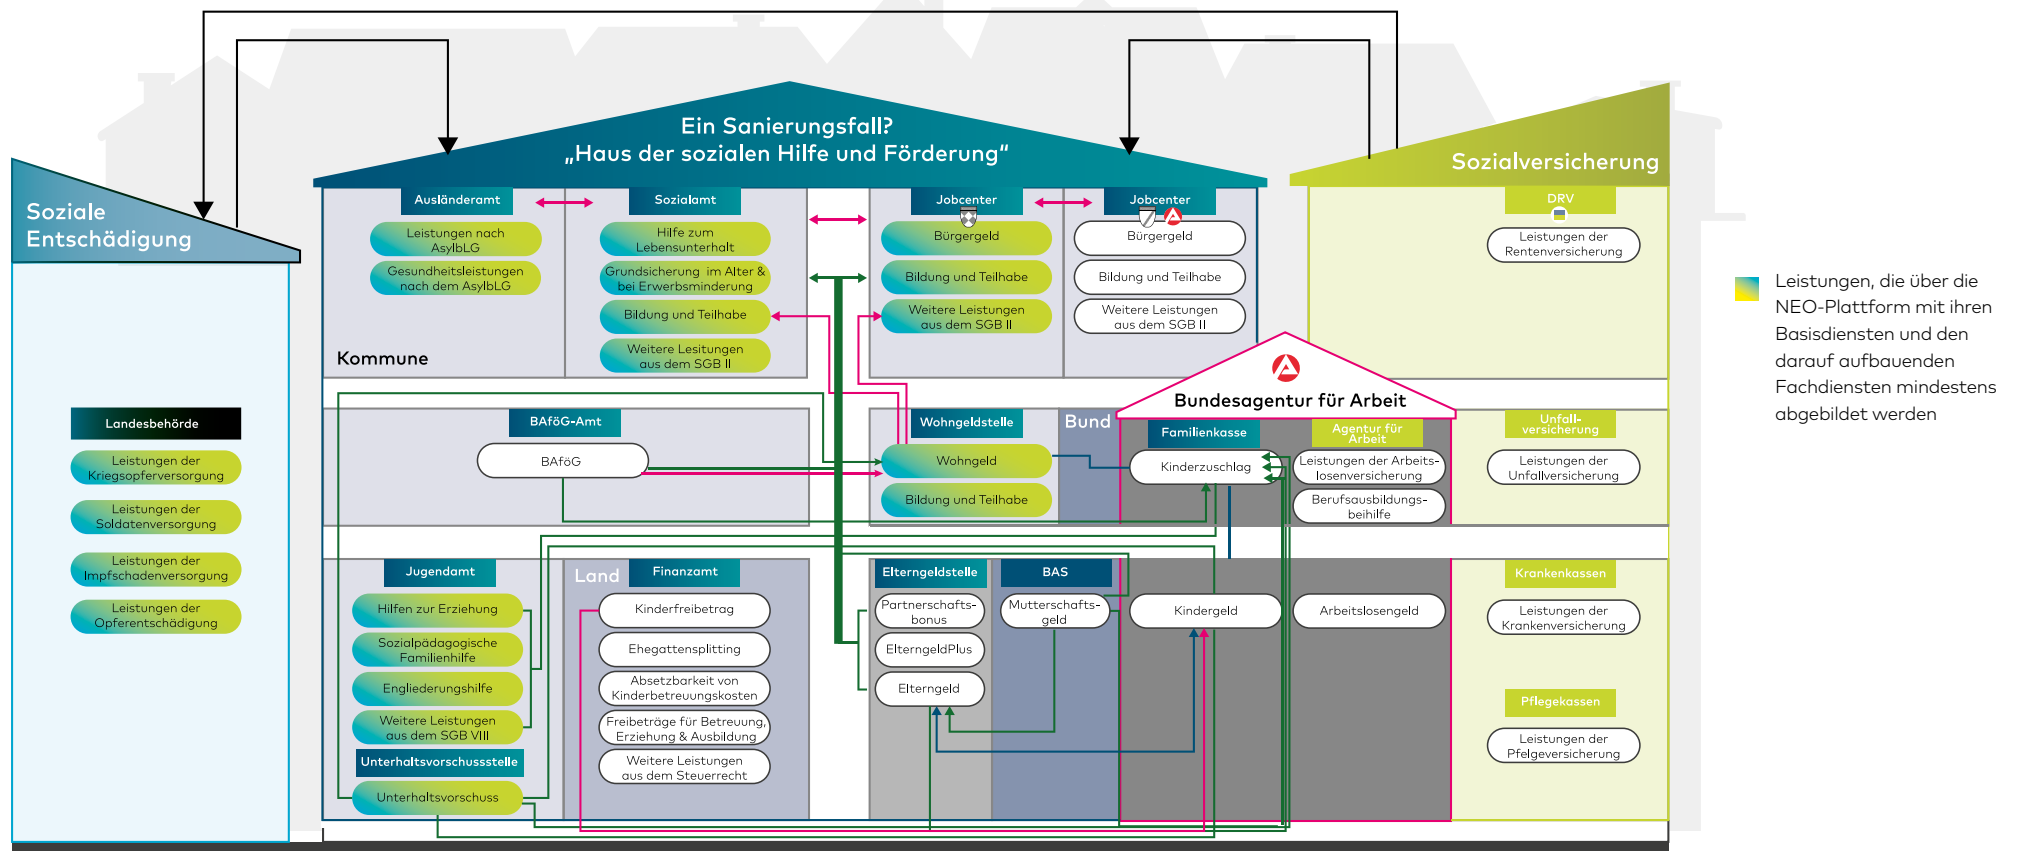 Ein Sanierungsfall?
„Haus der sozialen Hilfe und Förderung“
Soziale
Entschädigung
Landesbehörde
Leistungen der
Kriegsopferversorgung
Leistungen der
Soldatenversorgung
Leistungen der
Impfschadenversorgung
Leistungen der
Opferentschädigung
Ausländeramt
Leistungen nach
AsylbLG
Gesundheitsleistungen
nach dem AsylbLG
Sozialamt
Hilfe zum
Lebensunterhalt
Grundsicherung im Alter &
bei Erwerbsminderung
Bildung und Teilhabe
Weitere Lesitungen
aus dem SGB II
Kommune
Jobcenter
Bürgergeld
Bildung und Teilhabe
Weitere Leistungen
aus dem SGB II
Jobcenter
Bürgergeld
Bildung und Teilhabe
Weitere Leistungen
aus dem SGB II
BAföG-Amt
BAföG
Wohngeldstelle
Wohngeld
Bildung und Teilhabe
Bund
Bundesagentur für Arbeit
Familienkasse
Kinderzuschlag
Agentur für
Arbeit
Leistungen der Arbeits-
losenversicherung
Berufsausbildungs-
beihilfe
Jugendamt
Hilfen zur Erziehung
Sozialpädagogische
Familienhilfe
Engliederungshilfe
Weitere Leistungen
aus dem SGB VIII
Unterhaltsvorschussstelle
Unterhaltsvorschuss
Land
Finanzamt
Kinderfreibetrag
Ehegattensplitting
Absetzbarkeit von
Kinderbetreuungskosten
Freibeträge für Betreuung,
Erziehung & Ausbildung
Weitere Leistungen
aus dem Steuerrecht
Elterngeldstelle
Partnerschafts-
bonus
ElterngeldPlus
Elterngeld
BAS
Mutterschafts-
geld
Kindergeld
Arbeitslosengeld
Sozialversicherung
DRV
Leistungen der
Rentenversicherung
Unfall-
versicherung
Leistungen der
Unfallversicherung
Krankenkassen
Leistungen der
Krankenversicherung
Pflegekassen
Leistungen der
Pfelgeversicherung
Leistungen, die über die
NEO-Plattform mit ihren
Basisdiensten und den
darauf aufbauenden
Fachdiensten mindestens
abgebildet werden